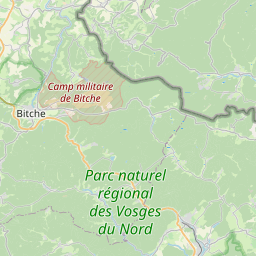 Camp militaire
de Bitche
Bitche
Parc naturel
régional
des Vosges
du Nord